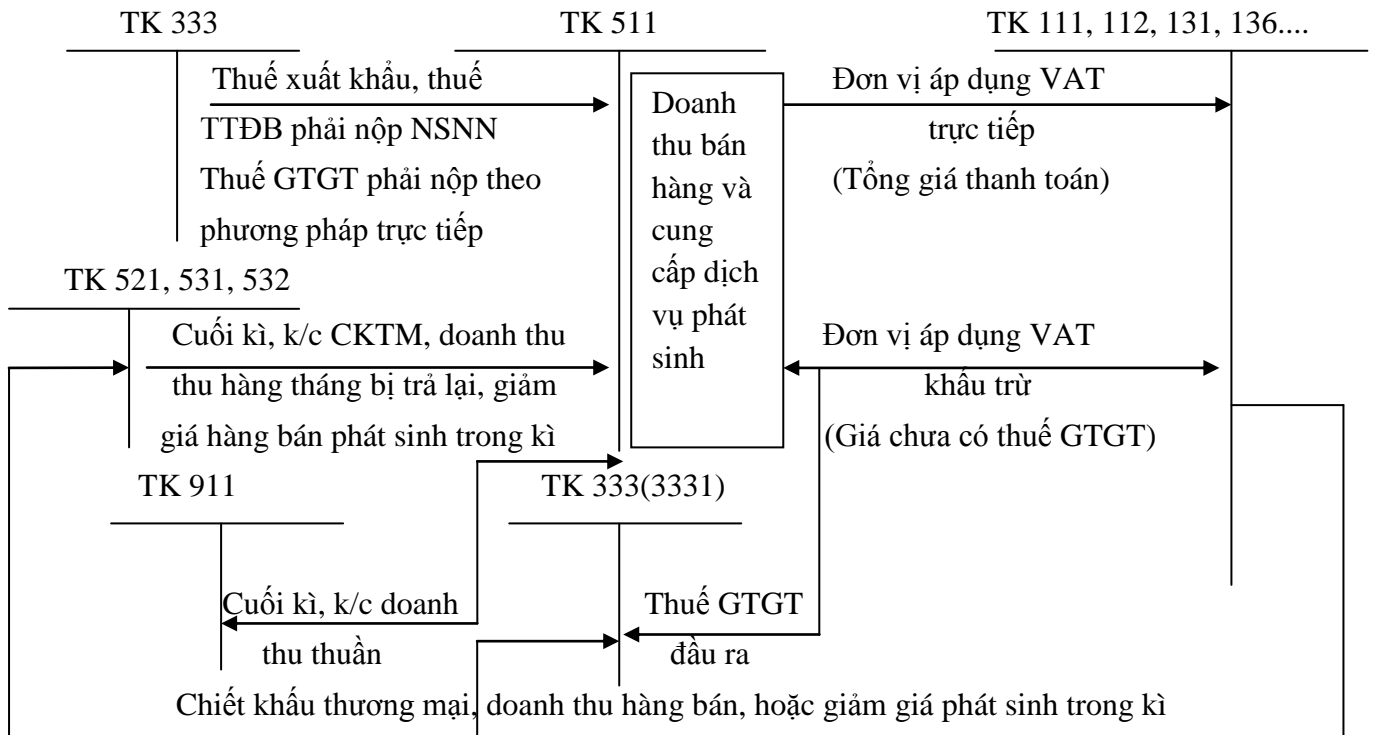 TK 333
TK 511
TK 111, 112, 131, 136....
Thuế xuất khẩu, thuế
TTĐB phải nộp NSNN
Thuế GTGT phải nộp theo
phương pháp trực tiếp
Doanh
thu bán
hàng và
cung
cấp dịch
vụ phát
sinh
Đơn vị áp dụng VAT
trực tiếp
(Tổng giá thanh toán)
TK 521, 531, 532
Cuối kì, k/c CKTM, doanh thu
thu hàng tháng bị trả lại, giảm
giá hàng bán phát sinh trong kì
Đơn vị áp dụng VAT
khấu trừ
(Giá chưa có thuế GTGT)
TK 911
TK 333(3331)
Cuối kì, k/c doanh
thu thuần
Thuế GTGT
đầu ra
Chiết khấu thương mại, doanh thu hàng bán, hoặc giảm giá phát sinh trong kì